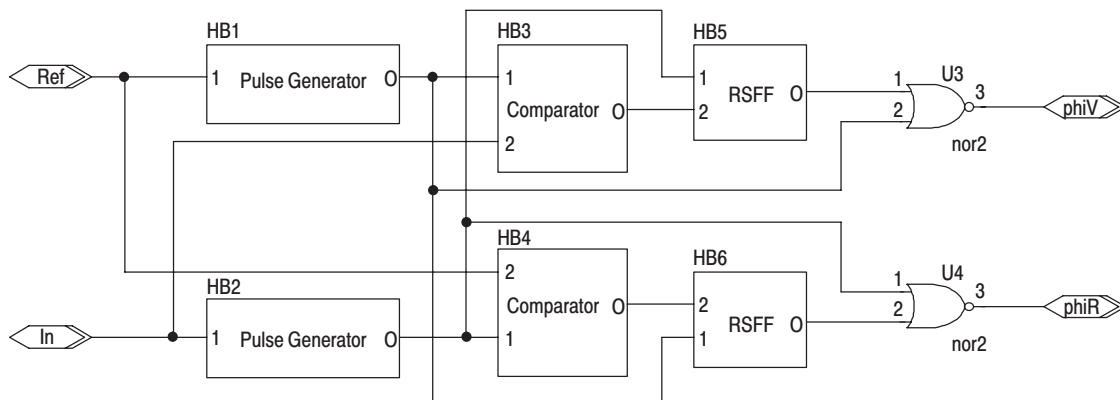 HB1
HB3
HB5
Ref
1
Pulse Generator
O
1
Comparator
O
2
1
RSFF
O
2
1
U3
3
2
phiV
nor2
HB4
HB6
HB2
2
Comparator
O
1
2
RSFF
O
1
1
U4
3
2
phiR
nor2
In
1
Pulse Generator
O